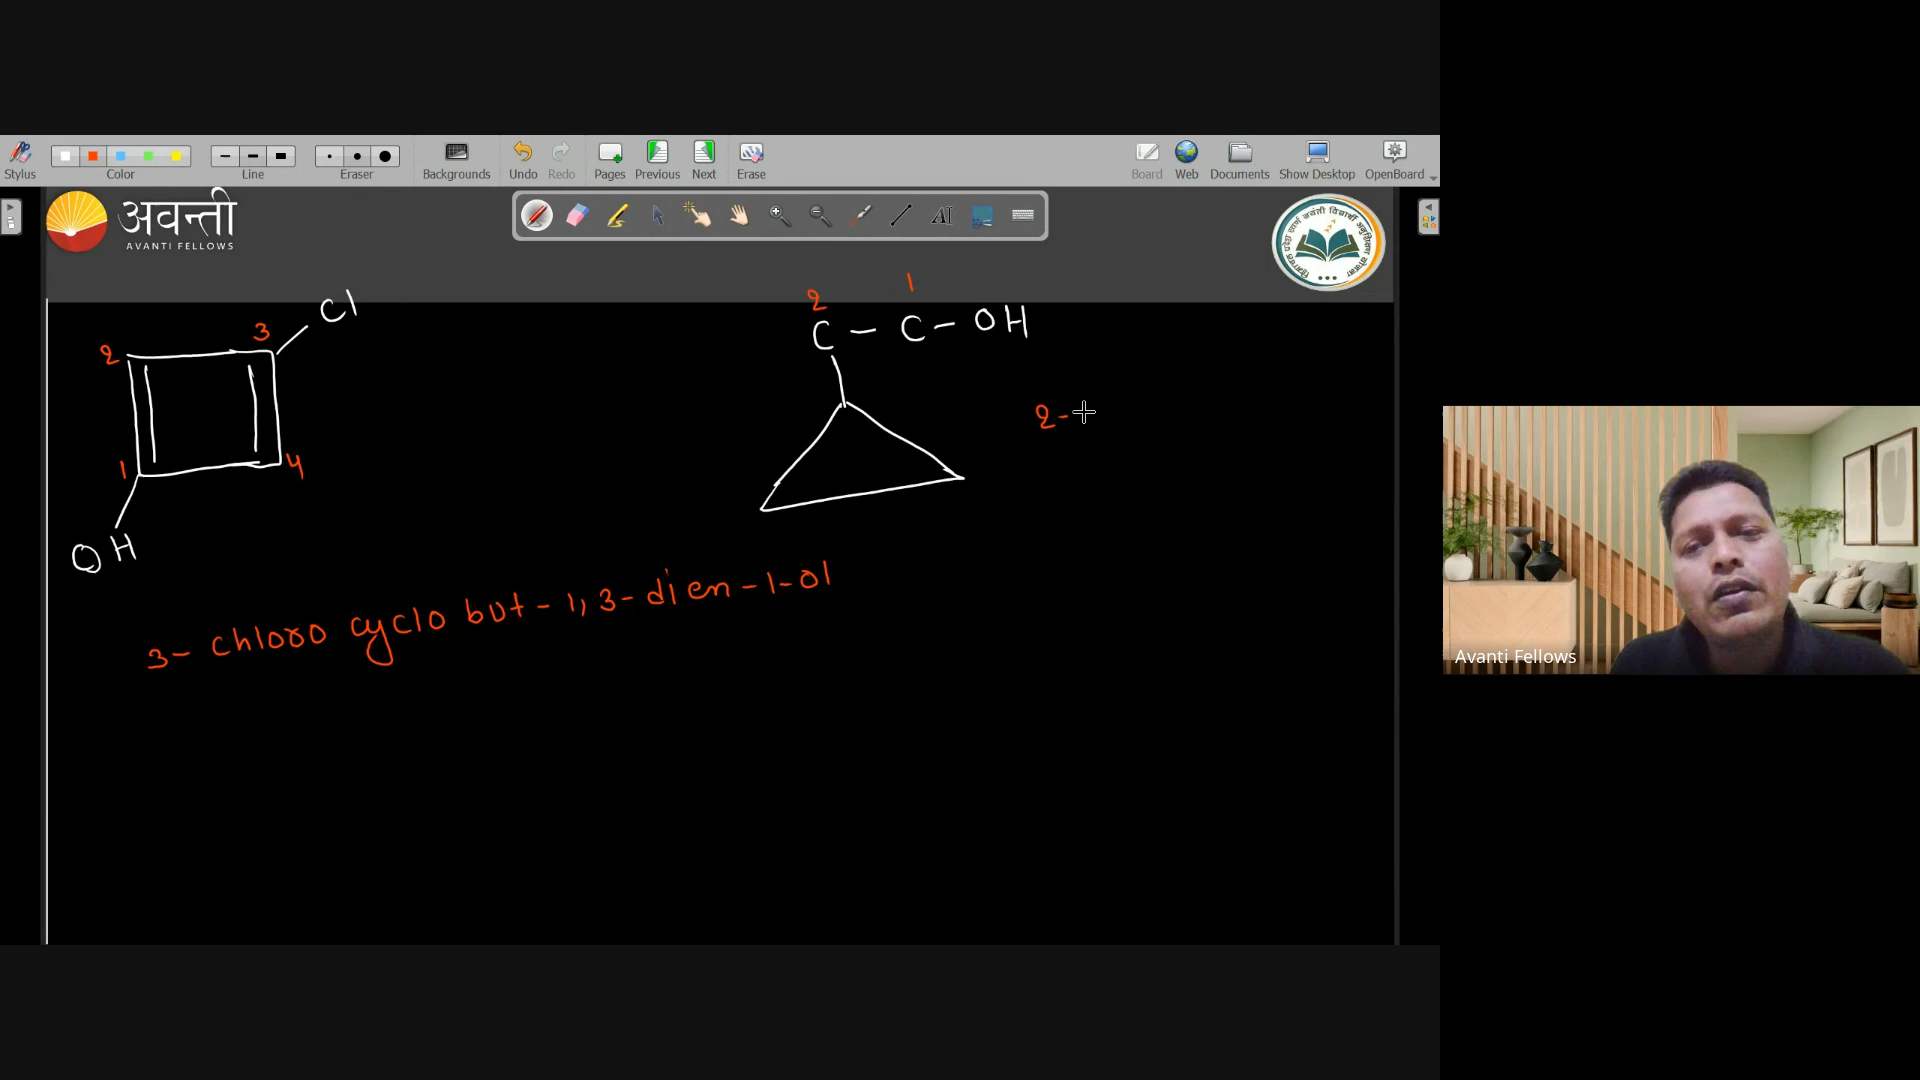 Stylus Color Line Eraser Backgrounds Undo Redo Pages Previous Next Erase Board Web Documents Show Desktop OpenBoard
अवन्ती
AVANTI FELLOWS
Cl
2 3
1 4
OH
2 1
C - C - OH
2-
3- chloro cyclo but - 1, 3- dien - 1- ol
Avanti Fellows